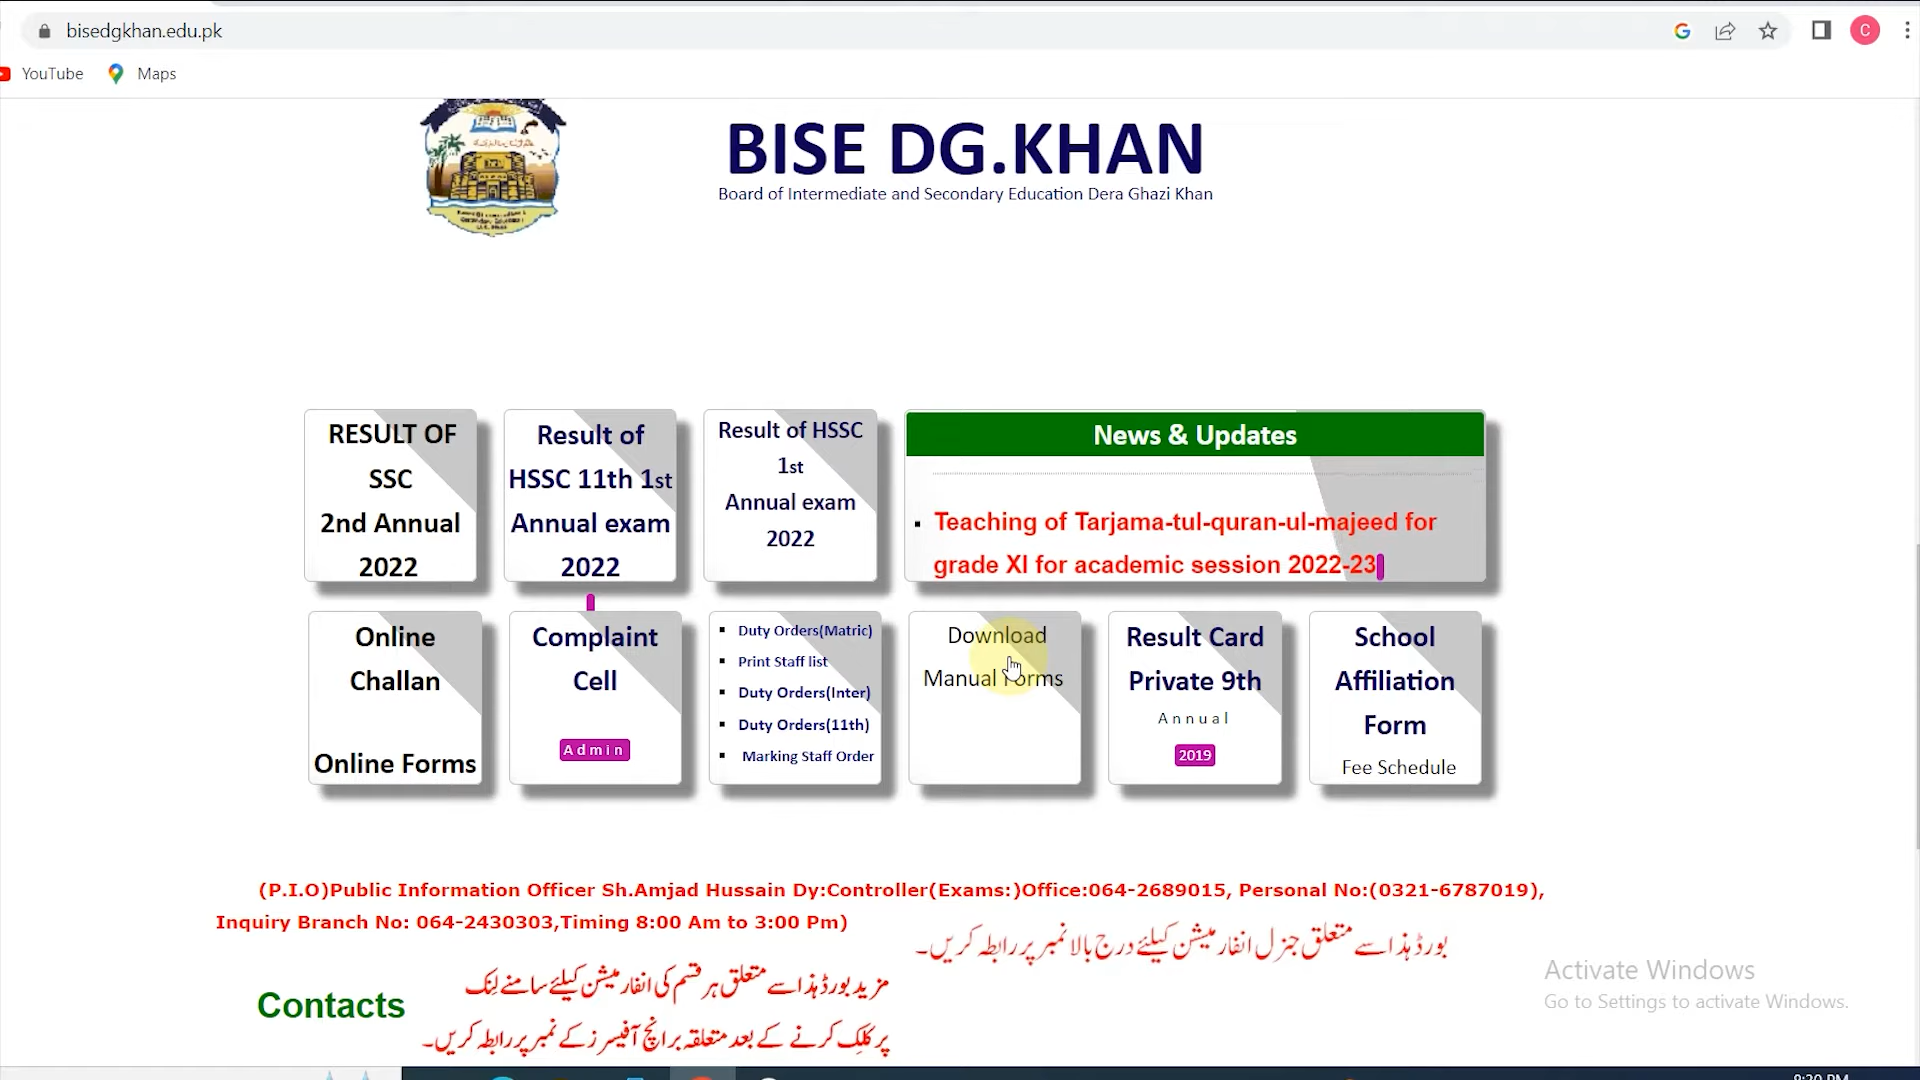 bisedgkhan.edu.pk
C
YouTube
Maps
BISE DG.KHAN
Board of Intermediate and Secondary Education Dera Ghazi Khan
RESULT OF
SSC
2nd Annual
2022
Result of
HSSC 11th 1st
Annual exam
2022
Result of HSSC
1st
Annual exam
2022
News & Updates
Teaching of Tarjama-tul-quran-ul-majeed for
grade XI for academic session 2022-23
Online
Challan
Online Forms
Complaint
Cell
Admin
Duty Orders(Matric)
Print Staff list
Duty Orders(Inter)
Duty Orders(11th)
Marking Staff Order
Download
Manual Forms
Result Card
Private 9th
Annual
2019
School
Affiliation
Form
Fee Schedule
(P.I.O)Public Information Officer Sh.Amjad Hussain Dy:Controller(Exams:)Office:064-2689015, Personal No:(0321-6787019),
Inquiry Branch No: 064-2430303,Timing 8:00 Am to 3:00 Pm)
بورڈ ہذا سے متعلق جنرل انفارمیشن کیلئے درج بالا نمبر پر رابطہ کریں۔
Contacts
مزید بورڈ ہذا سے متعلق ہر قسم کی انفارمیشن کیلئے سامنے لِنک
پر کلِک کرنے کے بعد متعلقہ برانچ آفیسرز کے نمبر پر رابطہ کریں۔
Activate Windows
Go to Settings to activate Windows.